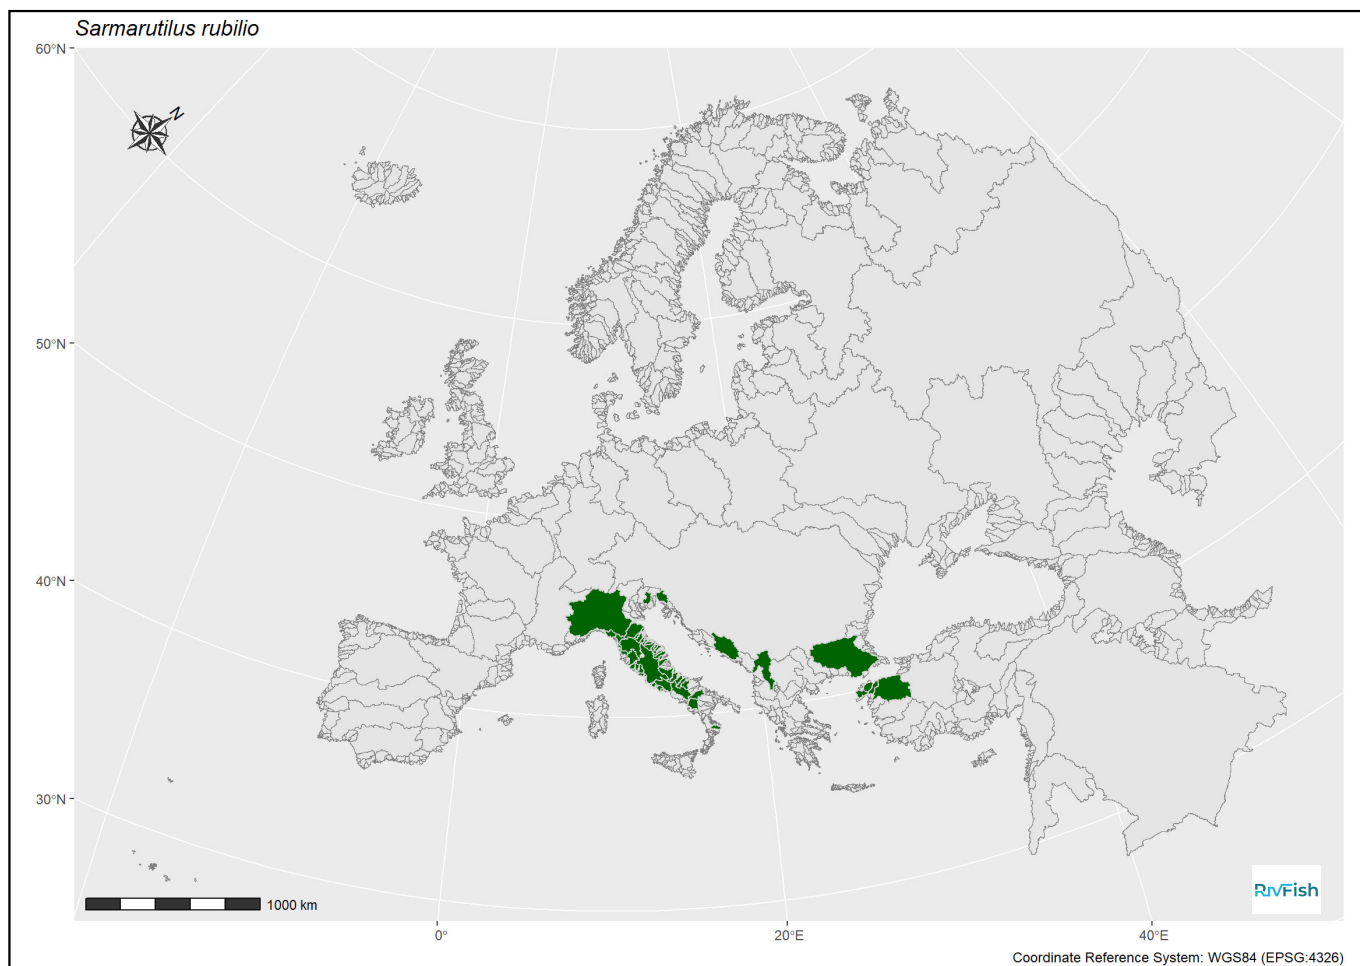 Sarmarutilus rubilio
60°N
N
50°N
40°N
30°N
1000 km
RIVFISH
0°
20°E
40°E
Coordinate Reference System: WGS84 (EPSG:4326)